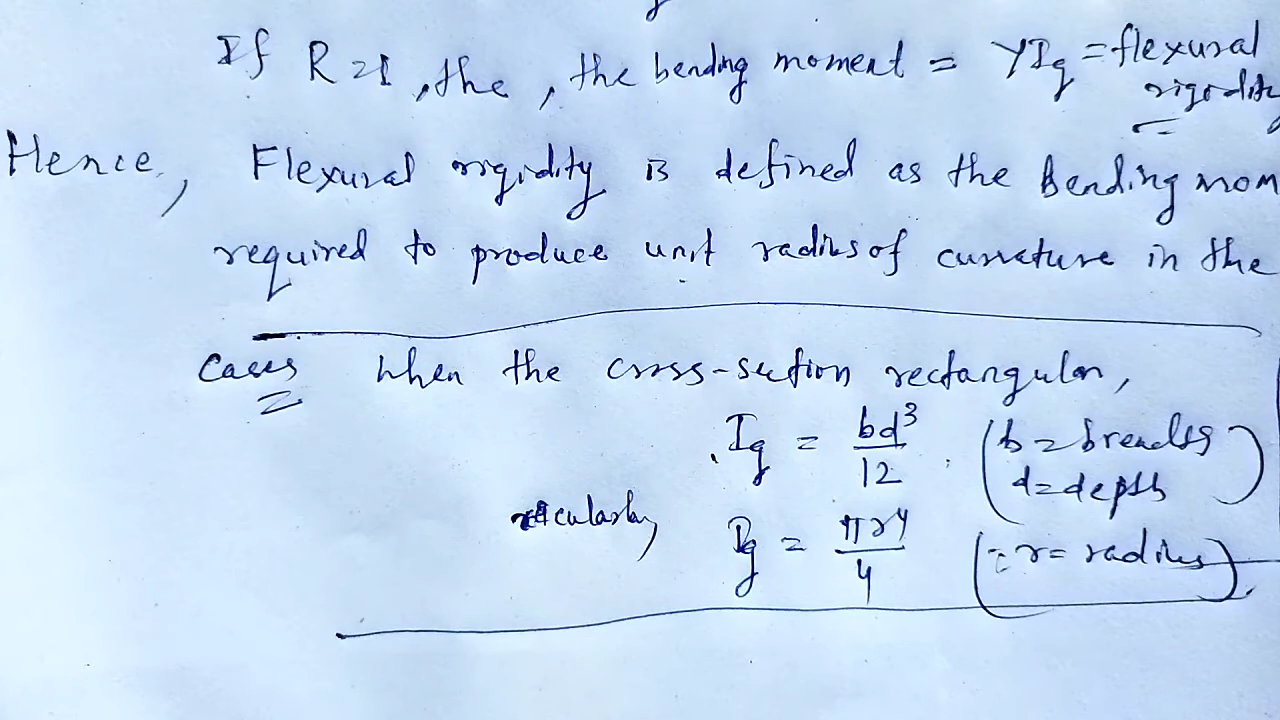 If R=1, the, the bending moment = YIg = flexural
rigidity
Hence, Flexural rigidity is defined as the Bending mom
required to produce unit radius of curvature in the
Cases When the cross-section rectangular,
Ig = bd³/12 . (b = breadth
d = depth)
Ig = πr⁴/4 (∵ r = radius)